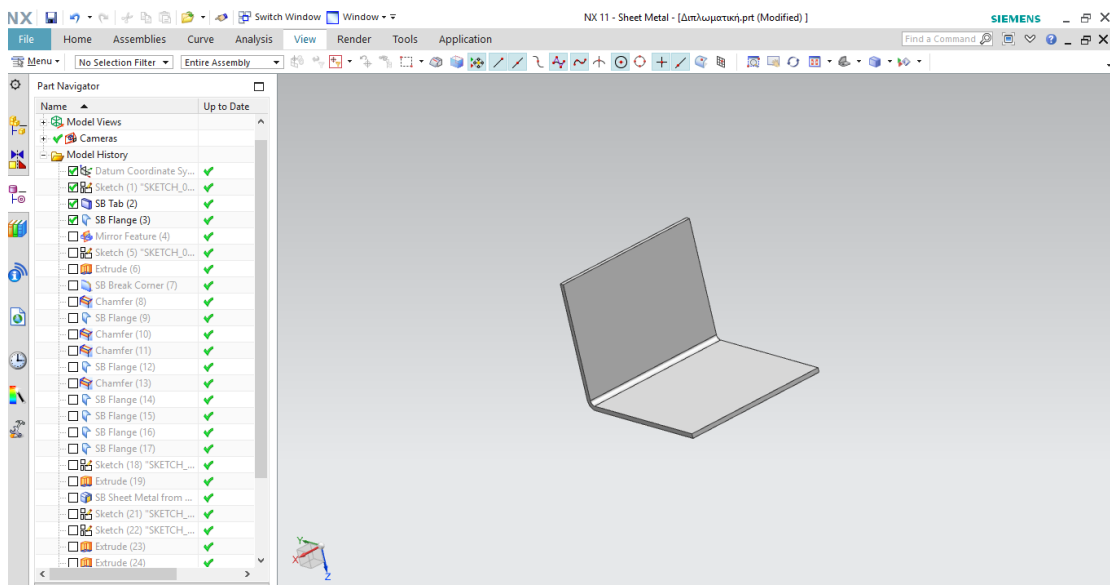 NX Switch Window Window NX 11 - Sheet Metal - [Διπλωματική.prt (Modified) ] SIEMENS
File Home Assemblies Curve Analysis View Render Tools Application Find a Command
Menu No Selection Filter Entire Assembly
Part Navigator
Name Up to Date
Model Views
Cameras
Model History
Datum Coordinate Sy...
Sketch (1) "SKETCH_0...
SB Tab (2)
SB Flange (3)
Mirror Feature (4)
Sketch (5) "SKETCH_0...
Extrude (6)
SB Break Corner (7)
Chamfer (8)
SB Flange (9)
Chamfer (10)
Chamfer (11)
SB Flange (12)
Chamfer (13)
SB Flange (14)
SB Flange (15)
SB Flange (16)
SB Flange (17)
Sketch (18) "SKETCH_...
Extrude (19)
SB Sheet Metal from ...
Sketch (21) "SKETCH_...
Sketch (22) "SKETCH_...
Extrude (23)
Extrude (24)
Y
X
Z